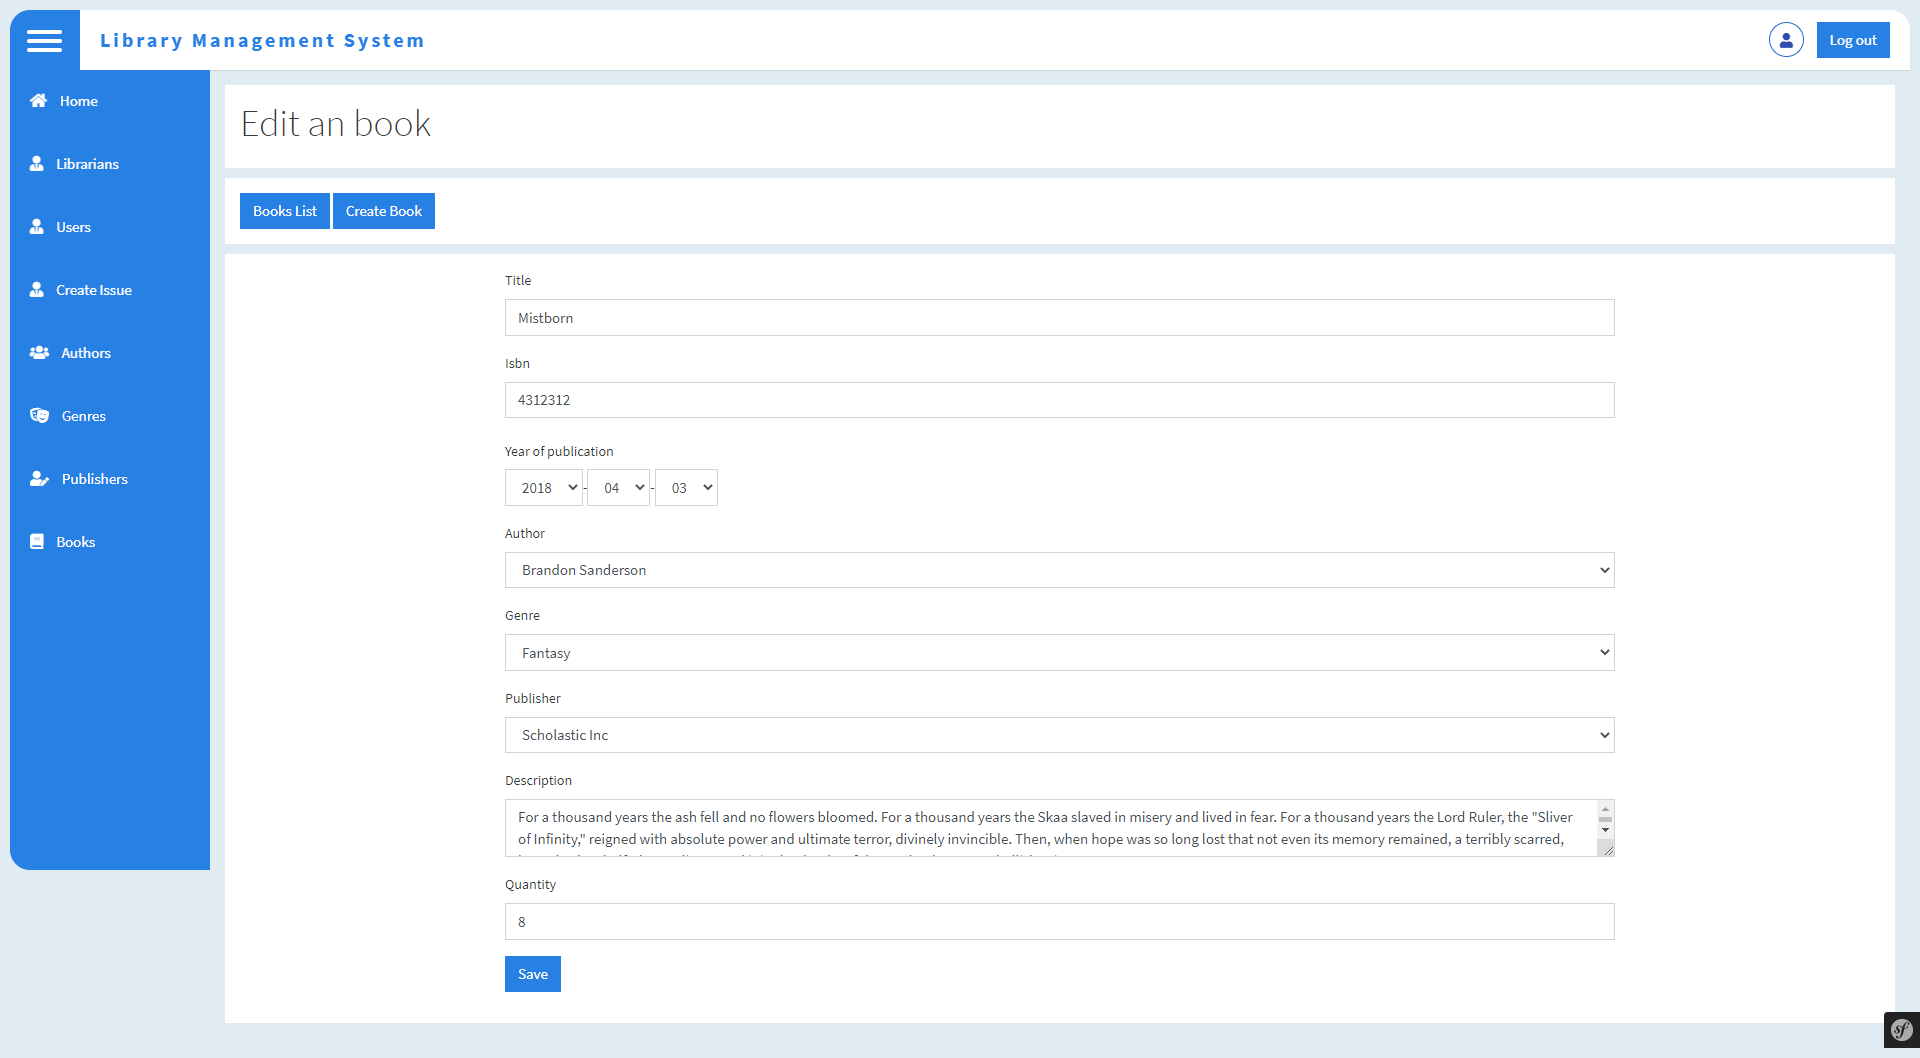 Library Management System
Log out
Home
Librarians
Users
Create Issue
Authors
Genres
Publishers
Books
Edit an book
Books List
Create Book
Title
Mistborn
Isbn
4312312
Year of publication
2018 - 04 - 03
Author
Brandon Sanderson
Genre
Fantasy
Publisher
Scholastic Inc
Description
For a thousand years the ash fell and no flowers bloomed. For a thousand years the Skaa slaved in misery and lived in fear. For a thousand years the Lord Ruler, the "Sliver
of Infinity," reigned with absolute power and ultimate terror, divinely invincible. Then, when hope was so long lost that not even its memory remained, a terribly scarred,
Quantity
8
Save
sf